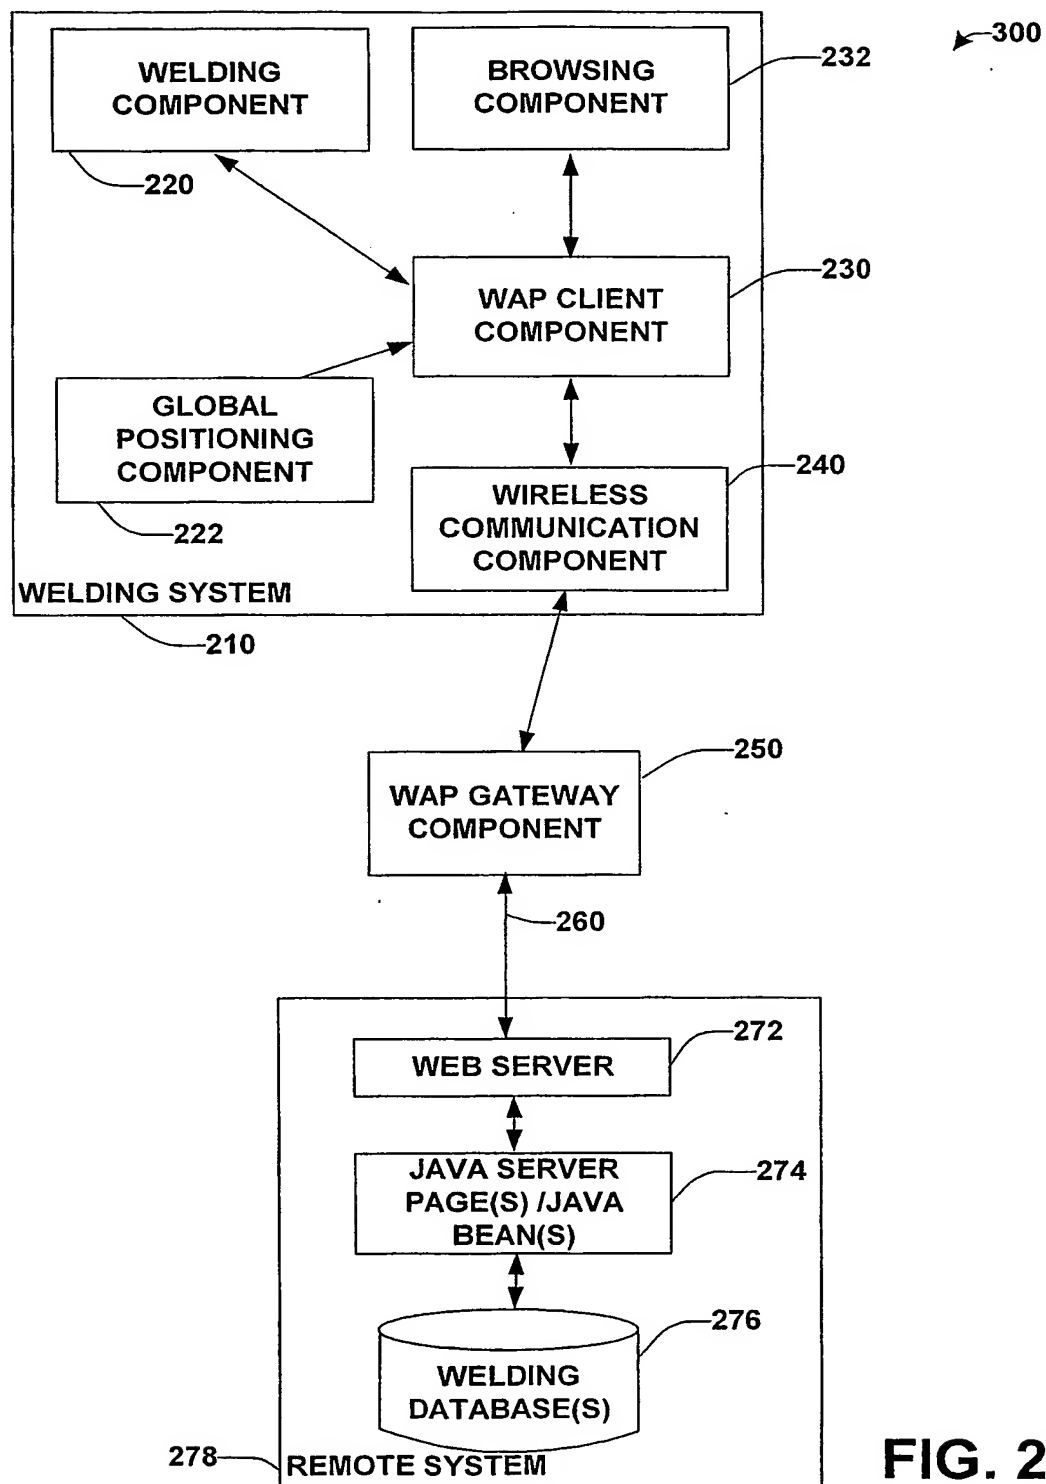 300
WELDING
COMPONENT
220
BROWSING
COMPONENT
232
WAP CLIENT
COMPONENT
230
GLOBAL
POSITIONING
COMPONENT
222
WIRELESS
COMMUNICATION
COMPONENT
240
WELDING SYSTEM
210
WAP GATEWAY
COMPONENT
250
260
WEB SERVER
272
JAVA SERVER
PAGE(S) /JAVA
BEAN(S)
274
WELDING
DATABASE(S)
276
278
REMOTE SYSTEM
FIG. 2